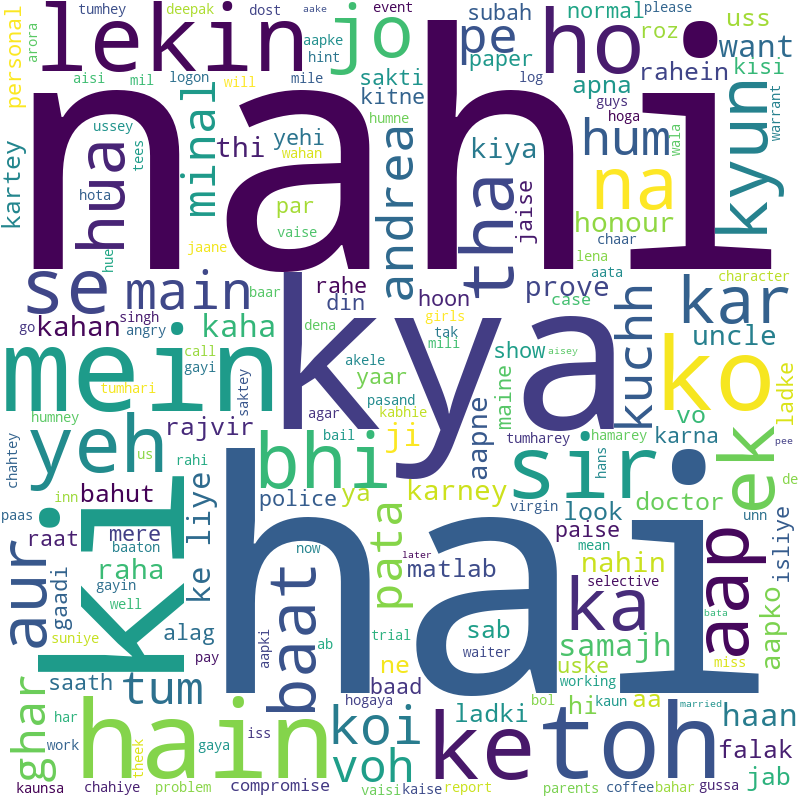 tumhey deepak dost event please
arora lekin jo aake aapke pe subah normal uss
personal aisi mil logon will mile hint sakti ho paper roz want
kitne log apna rahein kisi
nahi
guys hoga warrant
ussey tees minal thi yehi humne andrea kiya hum wala kyun
kartey hua wahan tha jaise na
hota par honour
hue jaane vaise chaar
lena aata
se main baar rahe din hoon prove case character
go kahan singh kaha dena girls tak kuchh kar
angry mili uncle
mein call kya akele show aisey ko
gayi yaar vo ladke
tumhari pasand maine
humney saktey agar kabhie
yeh rajvir bail ji aapne tumharey hamarey karna
chahtey us bhi sir hans pee ek
rahi police ya karney virgin doctor de
inn bahut
paas ki ke liye pata look unn
aur mere paise isliye
raat baaton now later mean nahin
gaadi raha hai matlab selective aap
gayin baat ka bata
well trial sab samajh aapko
suniye alag ab waiter
pay aapki ne uske miss
saath tum baad working
ghar hogaya bol hi kaun aa married
har hain koi ladki haan
work gaya iss ke toh
theek voh falak
kaunsa chahiye problem compromise vaisi kaise report parents coffee bahar gussa jab